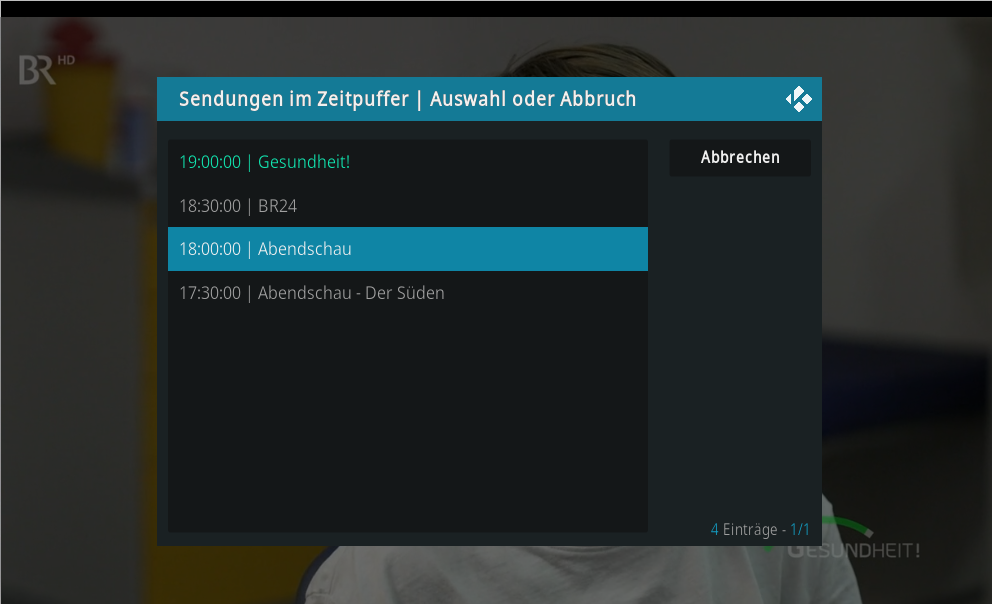 BR HD
Sendungen im Zeitpuffer | Auswahl oder Abbruch
19:00:00 | Gesundheit!
Abbrechen
18:30:00 | BR24
18:00:00 | Abendschau
17:30:00 | Abendschau - Der Süden
4 Einträge - 1/1
GESUNDHEIT!